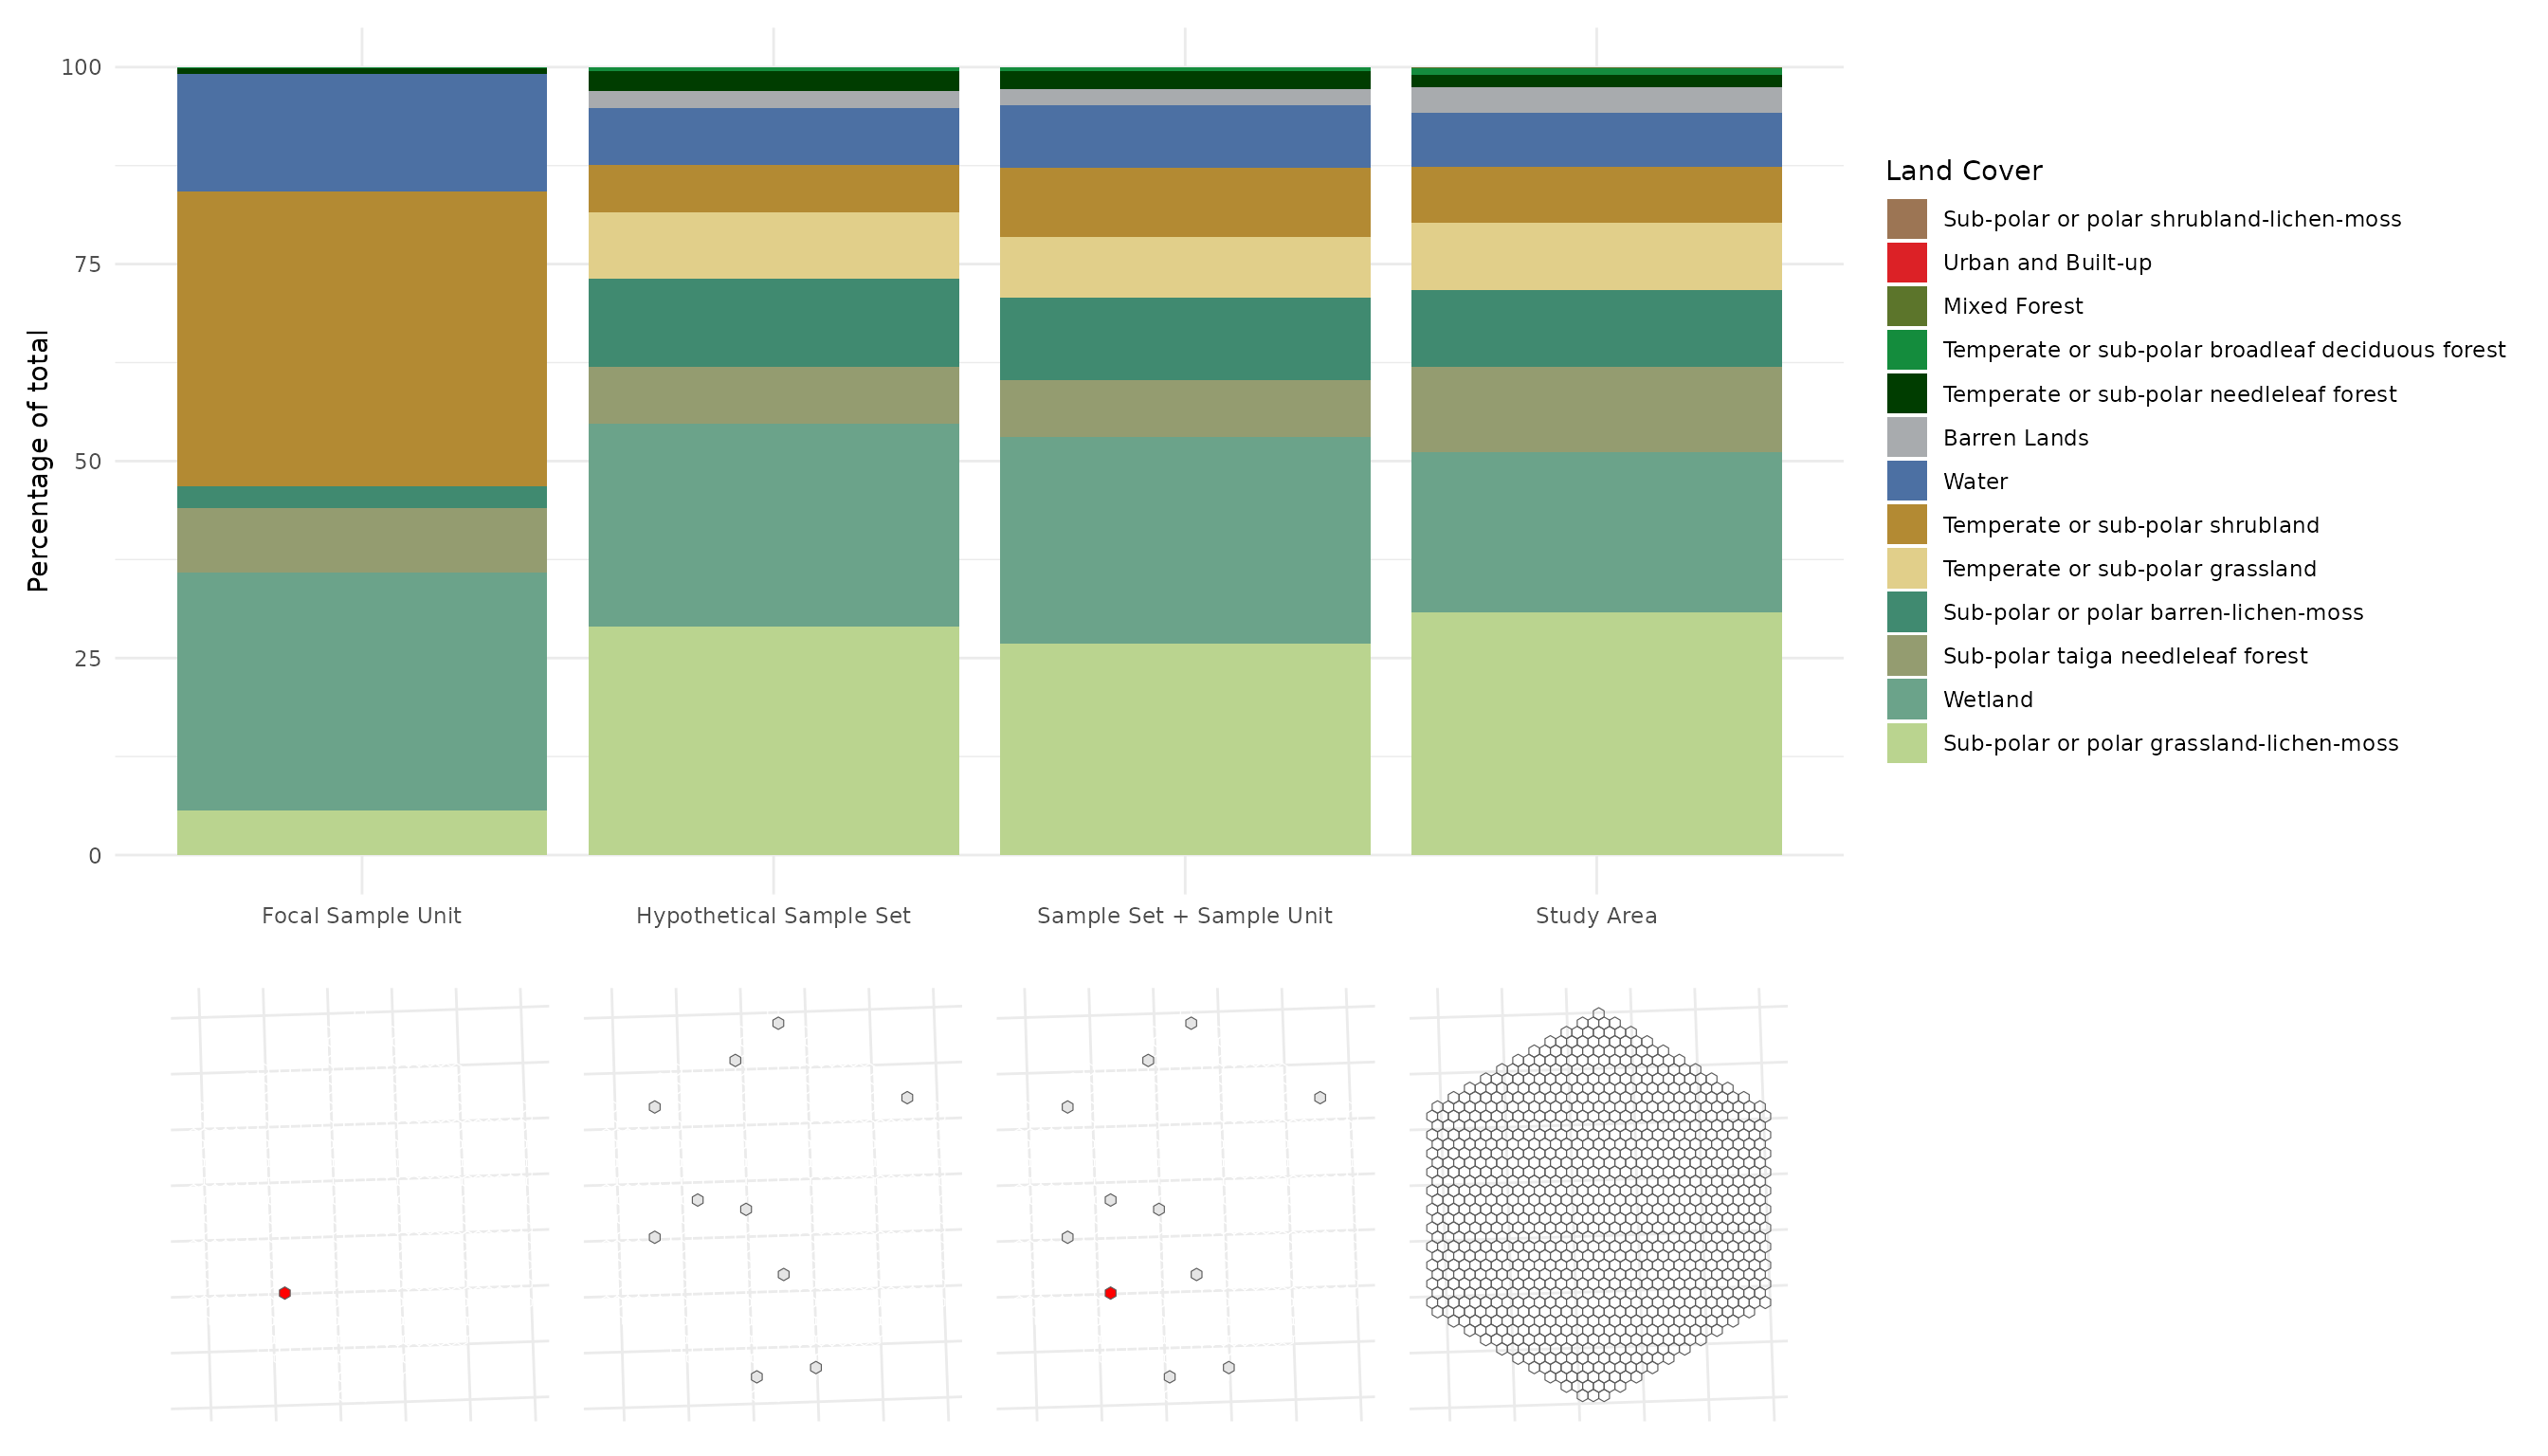 Percentage of total
100
75
50
25
0
Focal Sample Unit
Hypothetical Sample Set
Sample Set + Sample Unit
Study Area
Land Cover
Sub-polar or polar shrubland-lichen-moss
Urban and Built-up
Mixed Forest
Temperate or sub-polar broadleaf deciduous forest
Temperate or sub-polar needleleaf forest
Barren Lands
Water
Temperate or sub-polar shrubland
Temperate or sub-polar grassland
Sub-polar or polar barren-lichen-moss
Sub-polar taiga needleleaf forest
Wetland
Sub-polar or polar grassland-lichen-moss